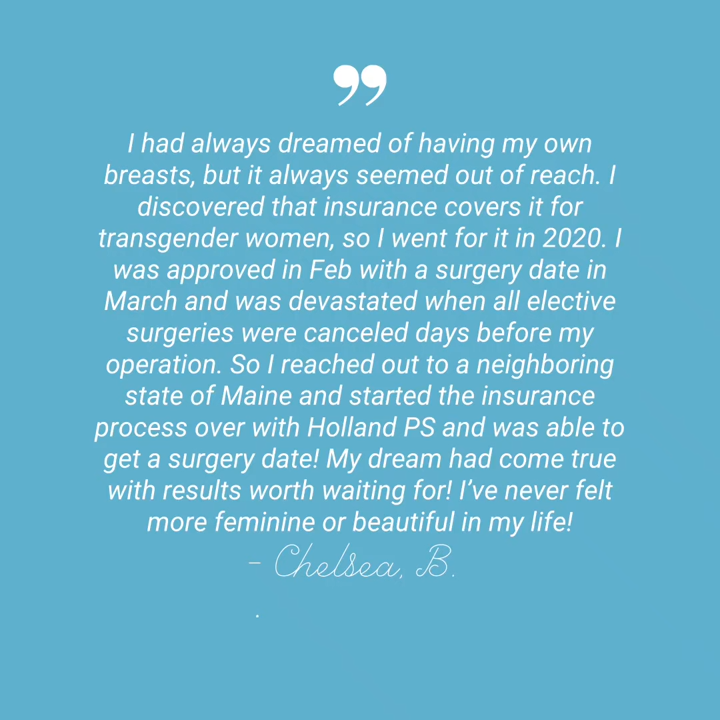 ”
I had always dreamed of having my own
breasts, but it always seemed out of reach. I
discovered that insurance covers it for
transgender women, so I went for it in 2020. I
was approved in Feb with a surgery date in
March and was devastated when all elective
surgeries were canceled days before my
operation. So I reached out to a neighboring
state of Maine and started the insurance
process over with Holland PS and was able to
get a surgery date! My dream had come true
with results worth waiting for! I’ve never felt
more feminine or beautiful in my life!
- Chelsea, B.
.